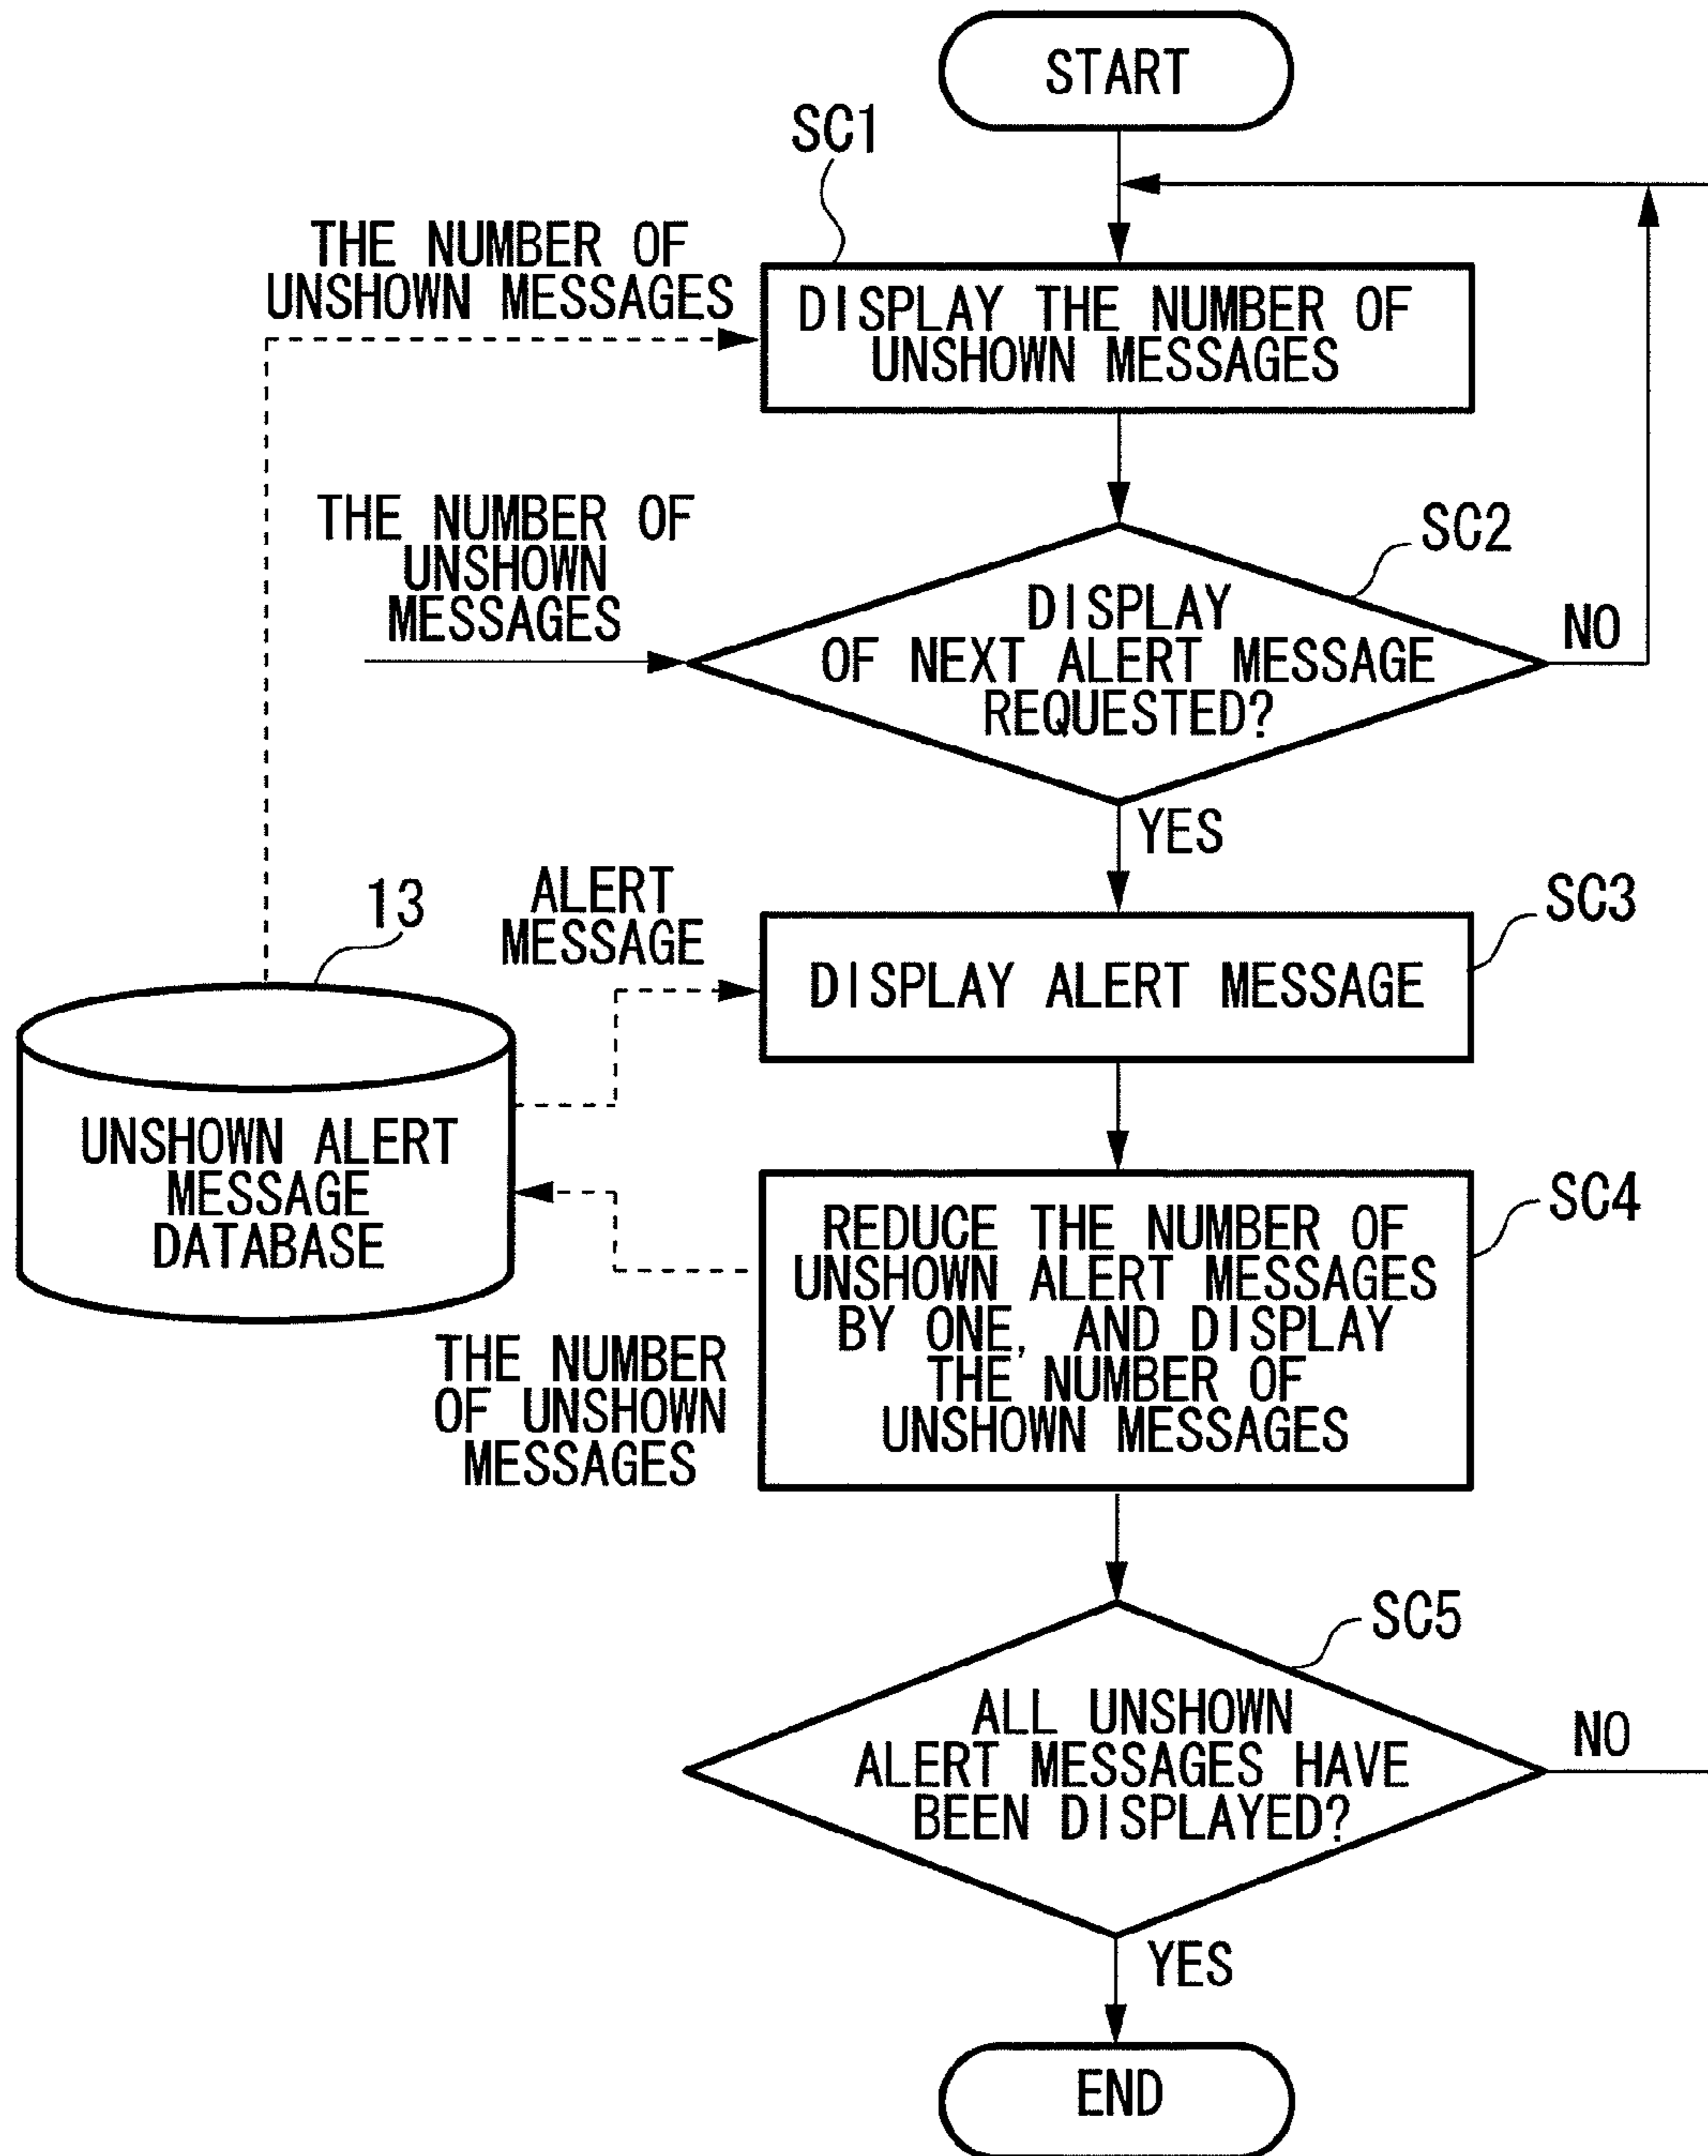 START
SC1
THE NUMBER OF
UNSHOWN MESSAGES
DISPLAY THE NUMBER OF
UNSHOWN MESSAGES
THE NUMBER OF
UNSHOWN
MESSAGES
SC2
DISPLAY
OF NEXT ALERT MESSAGE
REQUESTED?
NO
YES
ALERT
MESSAGE
SC3
13
DISPLAY ALERT MESSAGE
UNSHOWN ALERT
MESSAGE
DATABASE
SC4
REDUCE THE NUMBER OF
UNSHOWN ALERT MESSAGES
BY ONE, AND DISPLAY
THE NUMBER OF
UNSHOWN MESSAGES
THE NUMBER
OF UNSHOWN
MESSAGES
SC5
ALL UNSHOWN
ALERT MESSAGES HAVE
BEEN DISPLAYED?
NO
YES
END